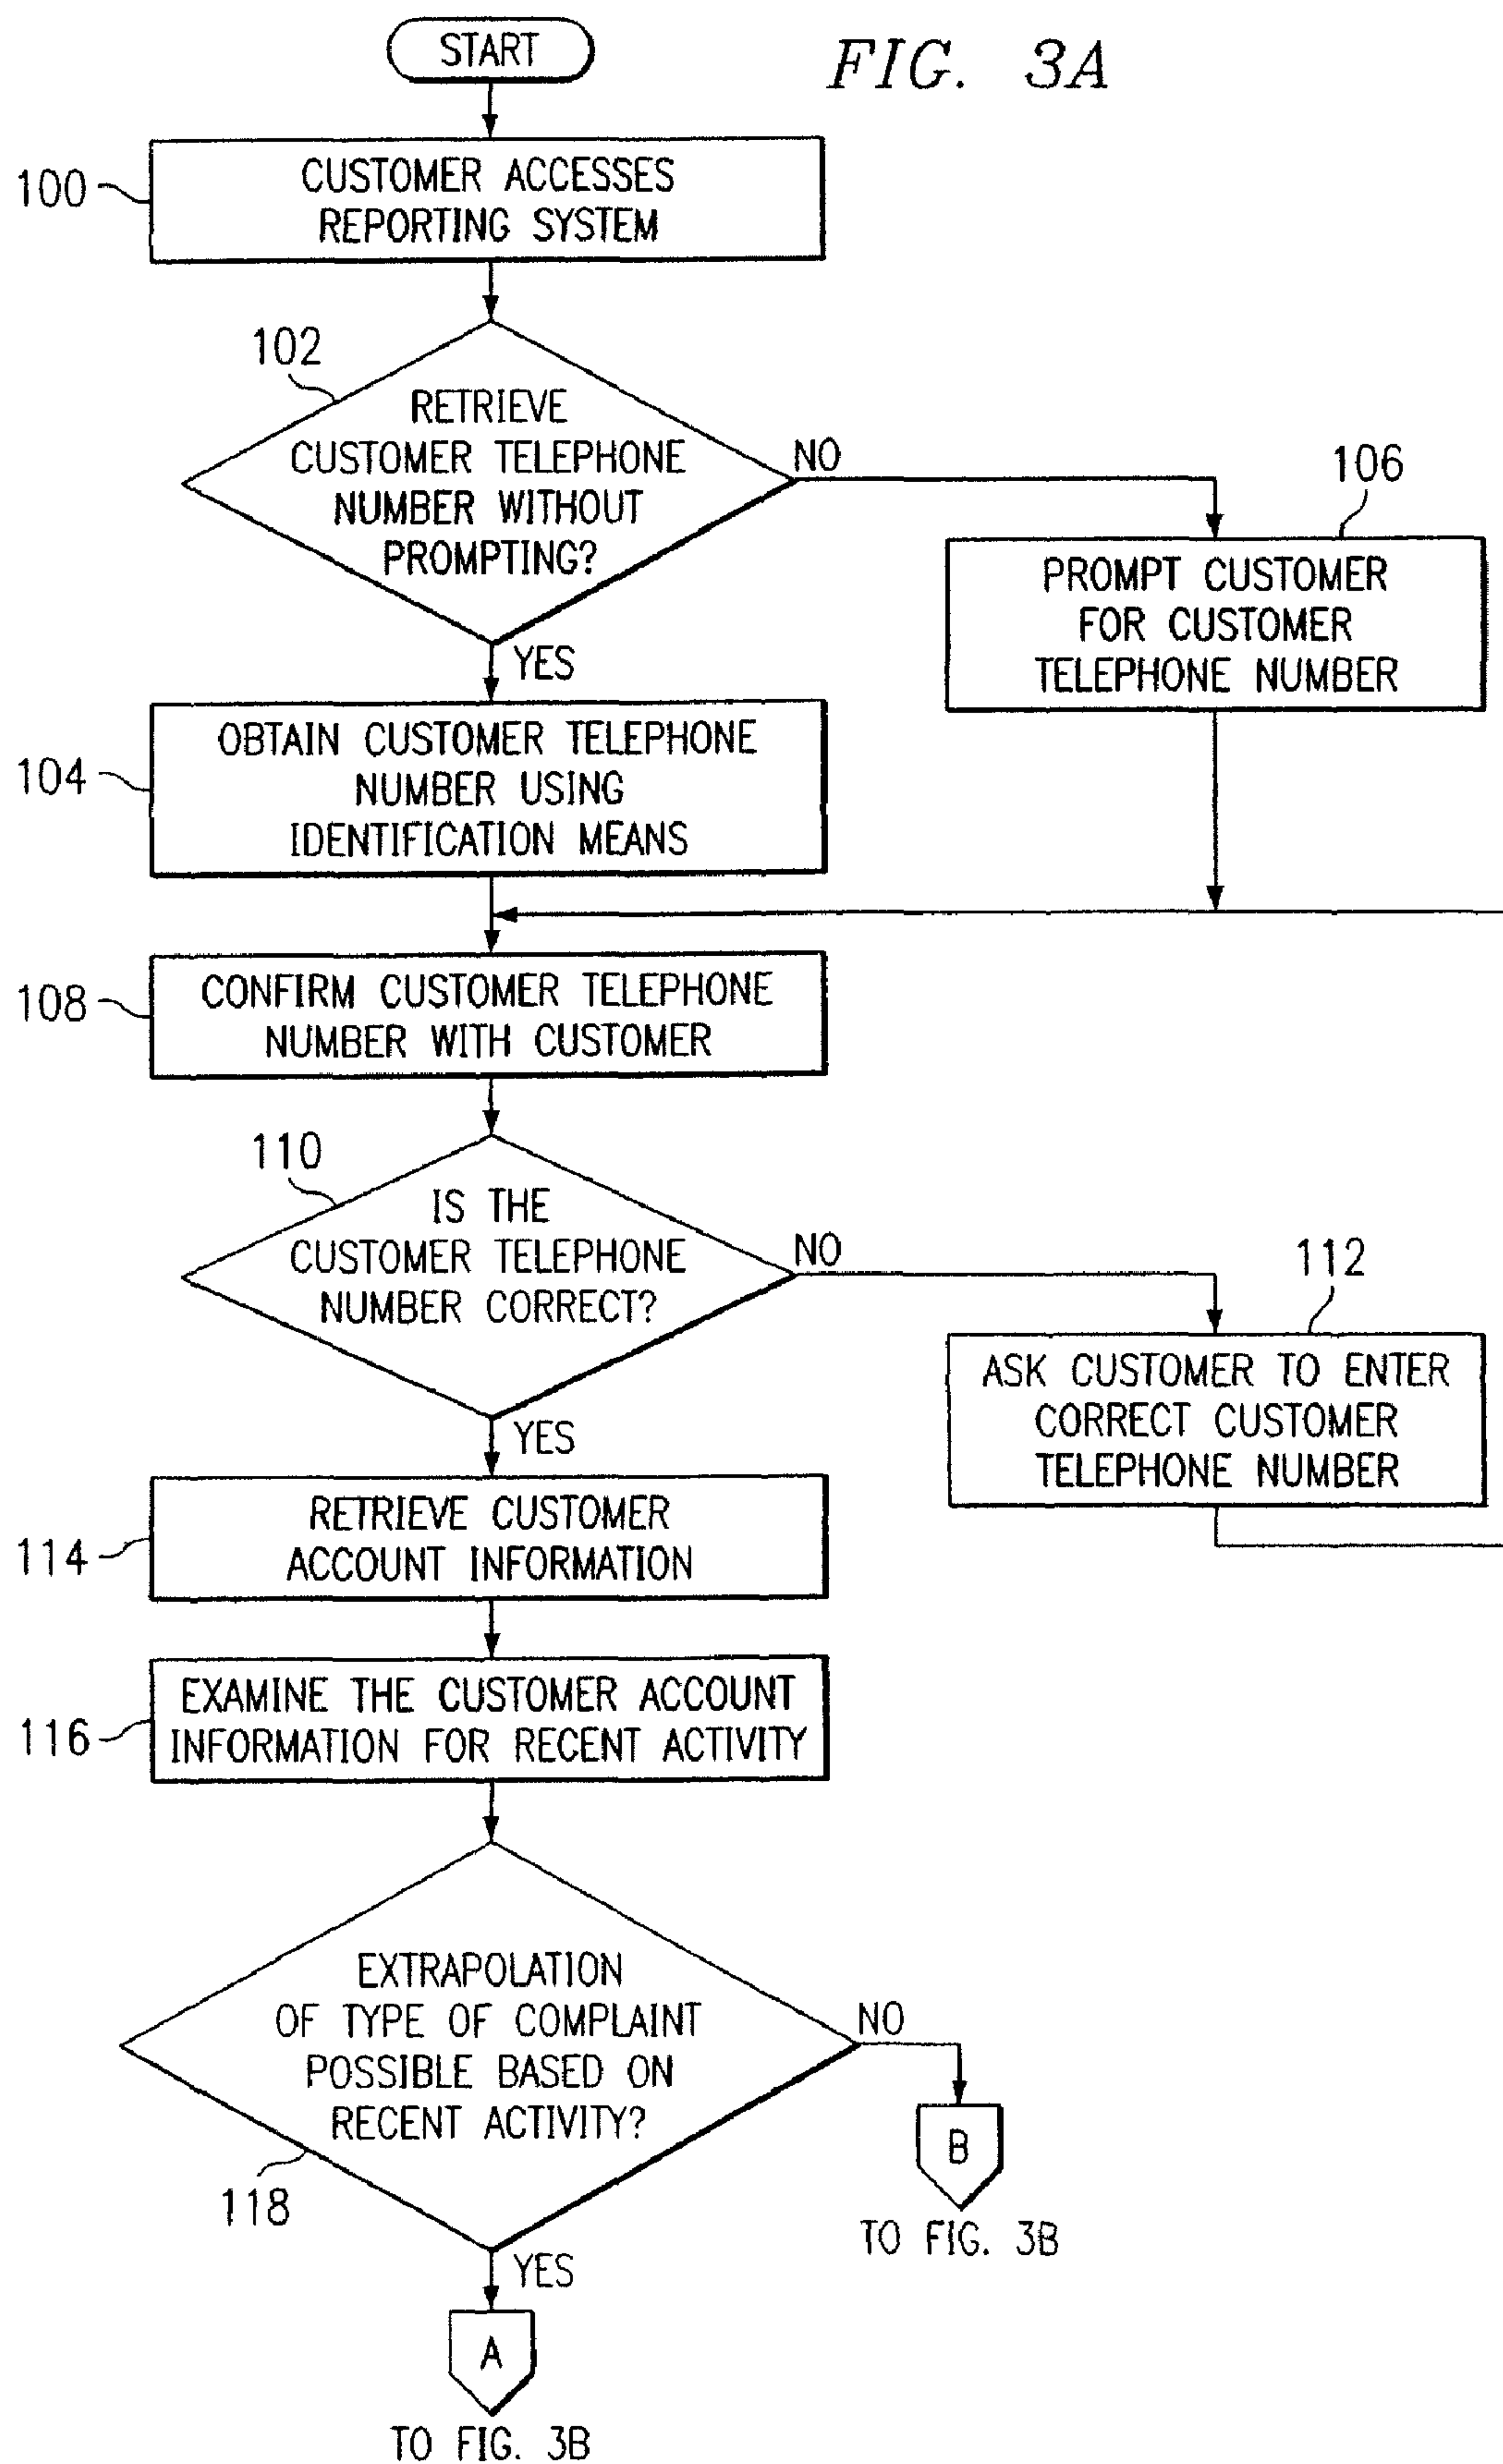 START
FIG. 3A
100
CUSTOMER ACCESSES
REPORTING SYSTEM
102
RETRIEVE
CUSTOMER TELEPHONE
NUMBER WITHOUT
PROMPTING?
NO
106
PROMPT CUSTOMER
FOR CUSTOMER
TELEPHONE NUMBER
YES
104
OBTAIN CUSTOMER TELEPHONE
NUMBER USING
IDENTIFICATION MEANS
108
CONFIRM CUSTOMER TELEPHONE
NUMBER WITH CUSTOMER
110
IS THE
CUSTOMER TELEPHONE
NUMBER CORRECT?
NO
112
ASK CUSTOMER TO ENTER
CORRECT CUSTOMER
TELEPHONE NUMBER
YES
114
RETRIEVE CUSTOMER
ACCOUNT INFORMATION
116
EXAMINE THE CUSTOMER ACCOUNT
INFORMATION FOR RECENT ACTIVITY
EXTRAPOLATION
OF TYPE OF COMPLAINT
POSSIBLE BASED ON
RECENT ACTIVITY?
118
NO
B
TO FIG. 3B
YES
A
TO FIG. 3B